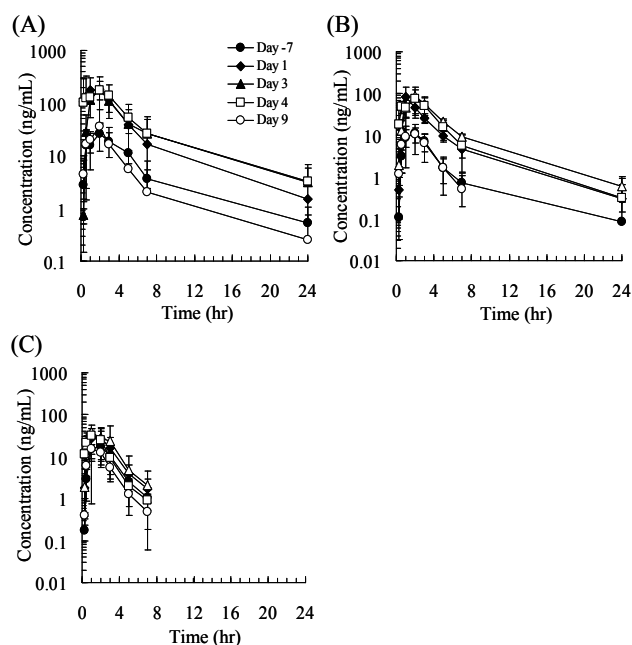 (A)
1000
100
10
1
0.1
Concentration (ng/mL)
0 4 8 12 16 20 24
Time (hr)
Day -7
Day 1
Day 3
Day 4
Day 9
(B)
1000
100
10
1
0.1
0.01
Concentration (ng/mL)
0 4 8 12 16 20 24
Time (hr)
(C)
1000
100
10
1
0.1
0.01
Concentration (ng/mL)
0 4 8 12 16 20 24
Time (hr)